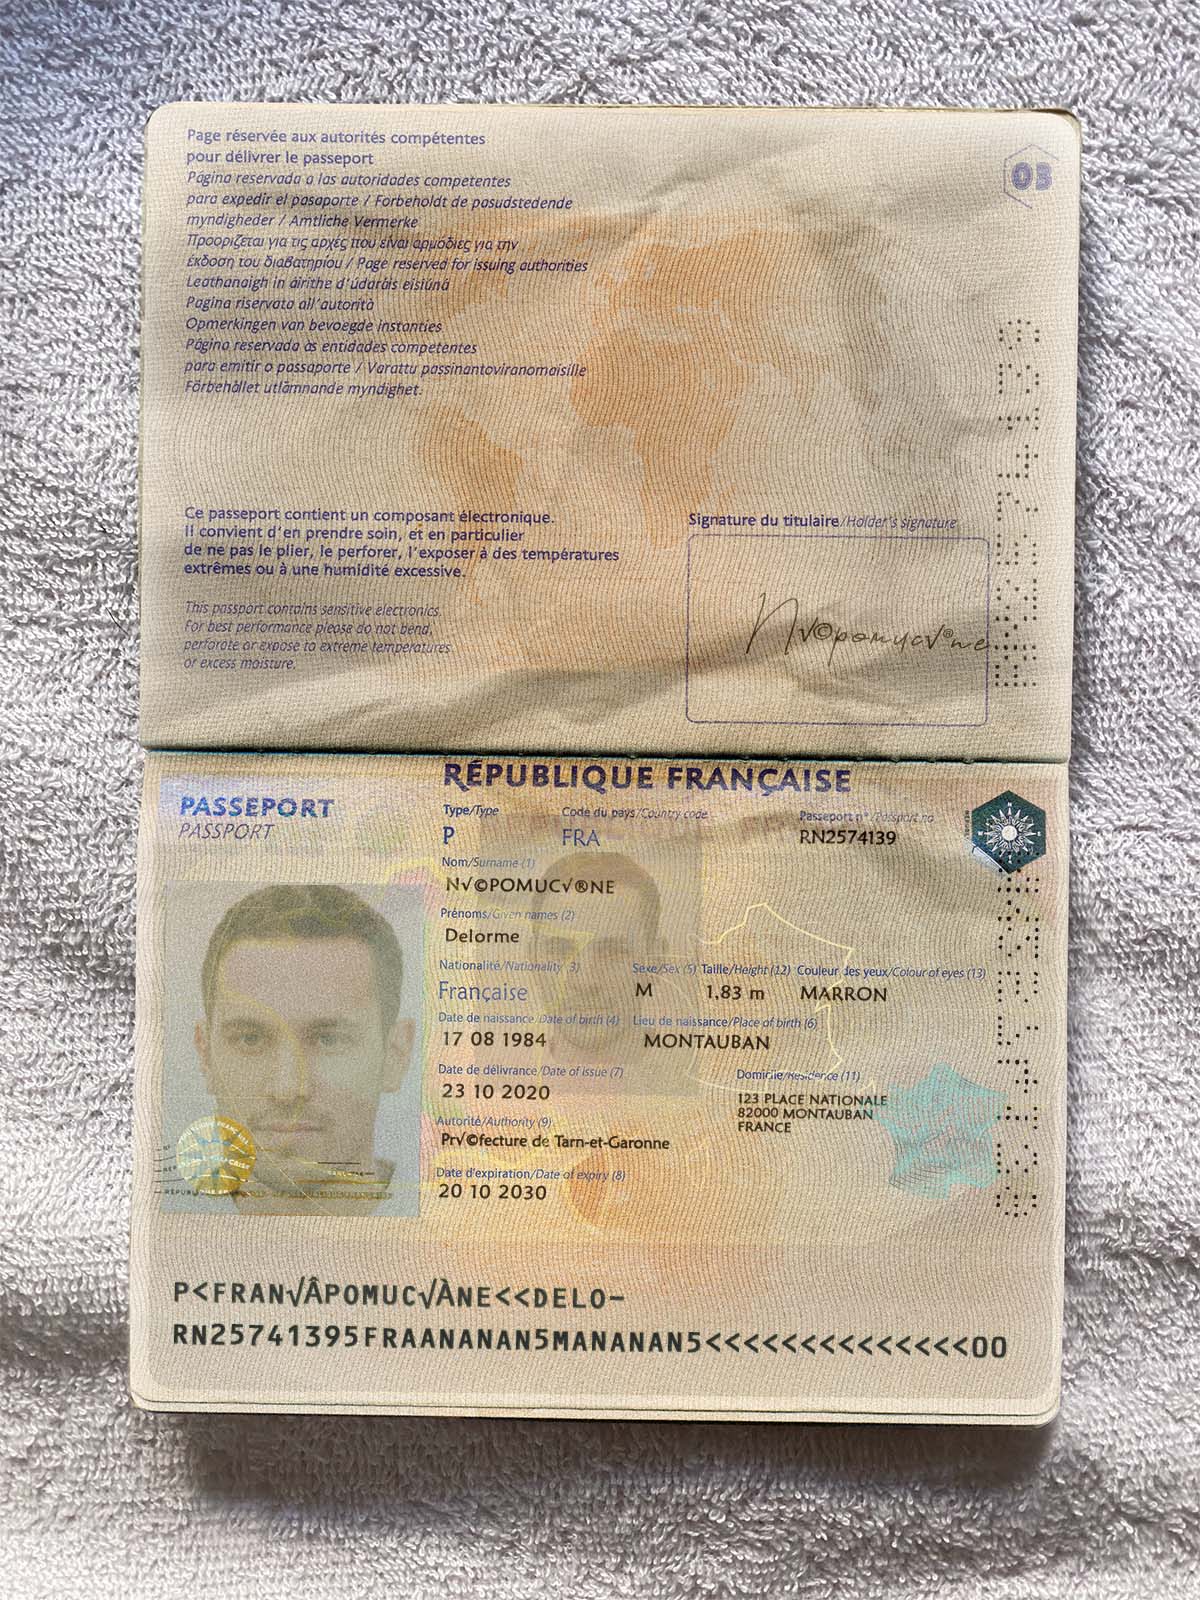 Page réservée aux autorités compétentes
pour délivrer le passeport
Pagina reservada a las autoridades competentes
para expedir el pasaporte / Forbeholdt de pasudstedende
myndigheder / Amtliche Vermerke
Προορίζεται για τις αρχές που είναι αρμόδιες για την
έκδοση του διαβατηρίου / Page reserved for issuing authorities
Leathanaigh in áirithe d'údaráis eisiúná
Pagina riservata all'autorità
Opmerkingen van bevoegde instanties
Página reservada às entidades competentes
para emitir o passaporte / Varattu passinantoviranomaisille
Förbehållet utlämnande myndighet.
03
Ce passeport contient un composant électronique.
Il convient d'en prendre soin, et en particulier
de ne pas le plier, le perforer, l'exposer à des températures
extrêmes ou à une humidité excessive.
This passport contains sensitive electronics.
For best performance please do not bend,
perforate or expose to extreme temperatures
or excess moisture.
Signature du titulaire/Holder's signature
N√©pomuc√®ne
RÉPUBLIQUE FRANÇAISE
PASSEPORT
PASSPORT
Type/Type
Code du pays/Country code
Passeport n°/Passport no
P
FRA
RN2574139
Nom/Surname (1)
N√©POMUC√®NE
Prénoms/Given names (2)
Delorme
Nationalité/Nationality (3)
Sexe/Sex (5) Taille/Height (12) Couleur des yeux/Colour of eyes (13)
Française
M
1,83 m
MARRON
Date de naissance/Date of birth (4)
Lieu de naissance/Place of birth (6)
17 08 1984
MONTAUBAN
Date de délivrance/Date of issue (7)
Domicile/Residence (11)
23 10 2020
123 PLACE NATIONALE
82000 MONTAUBAN
FRANCE
Autorité/Authority (9)
Pr√©fecture de Tarn-et-Garonne
Date d'expiration/Date of expiry (8)
20 10 2030
P<FRAN√ÂPOMUC√ÀNE<<DELO-
RN25741395FRAANANAN5MANANAN5<<<<<<<<<<<<<<00